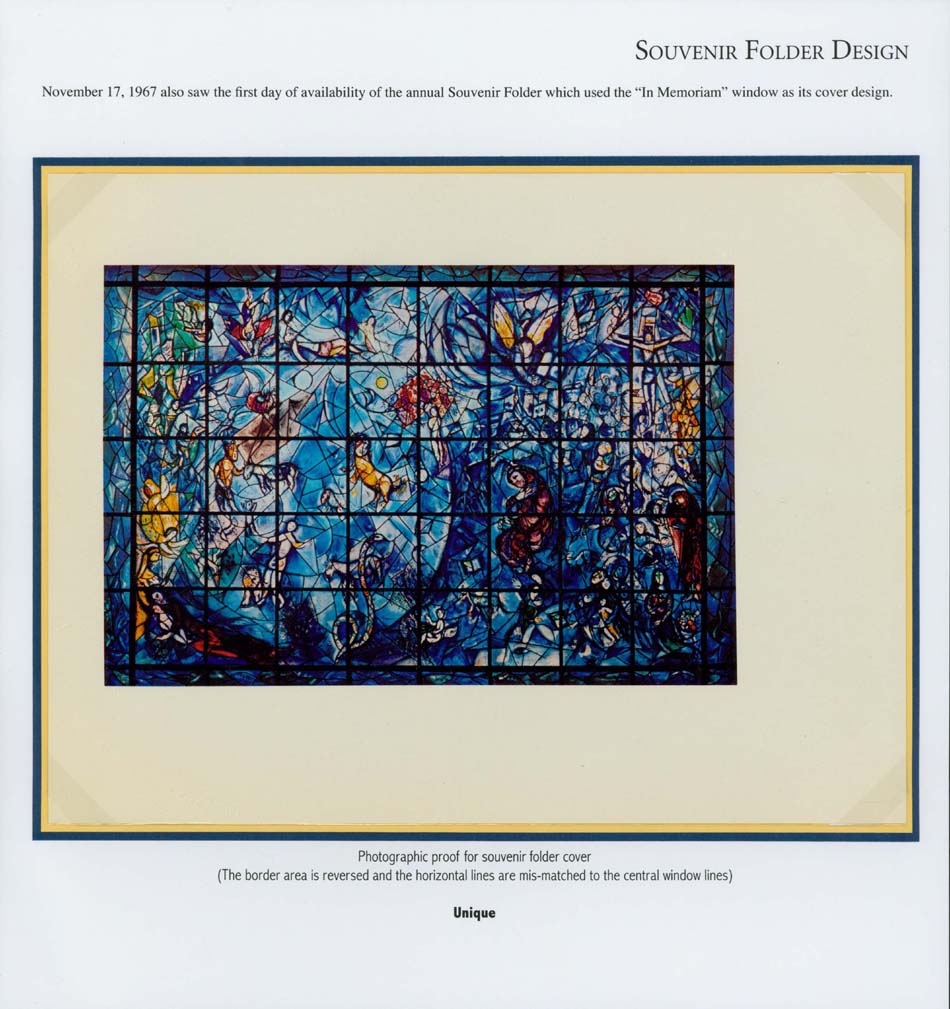 SOUVENIR FOLDER DESIGN
November 17, 1967 also saw the first day of availability of the annual Souvenir Folder which used the “In Memoriam” window as its cover design.
Photographic proof for souvenir folder cover
(The border area is reversed and the horizontal lines are mis-matched to the central window lines)
Unique